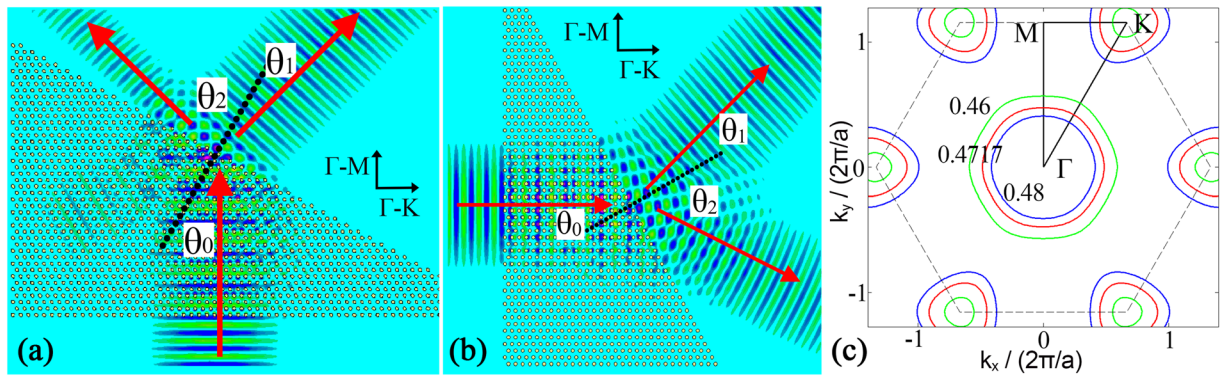 θ₁
θ₂
Γ-M
Γ-K
θ₀
(a)
Γ-M
Γ-K
θ₁
θ₂
θ₀
(b)
1
M
K
0.46
0.4717
0
Γ
0.48
-1
-1
0
1
k_y / (2π/a)
k_x / (2π/a)
(c)